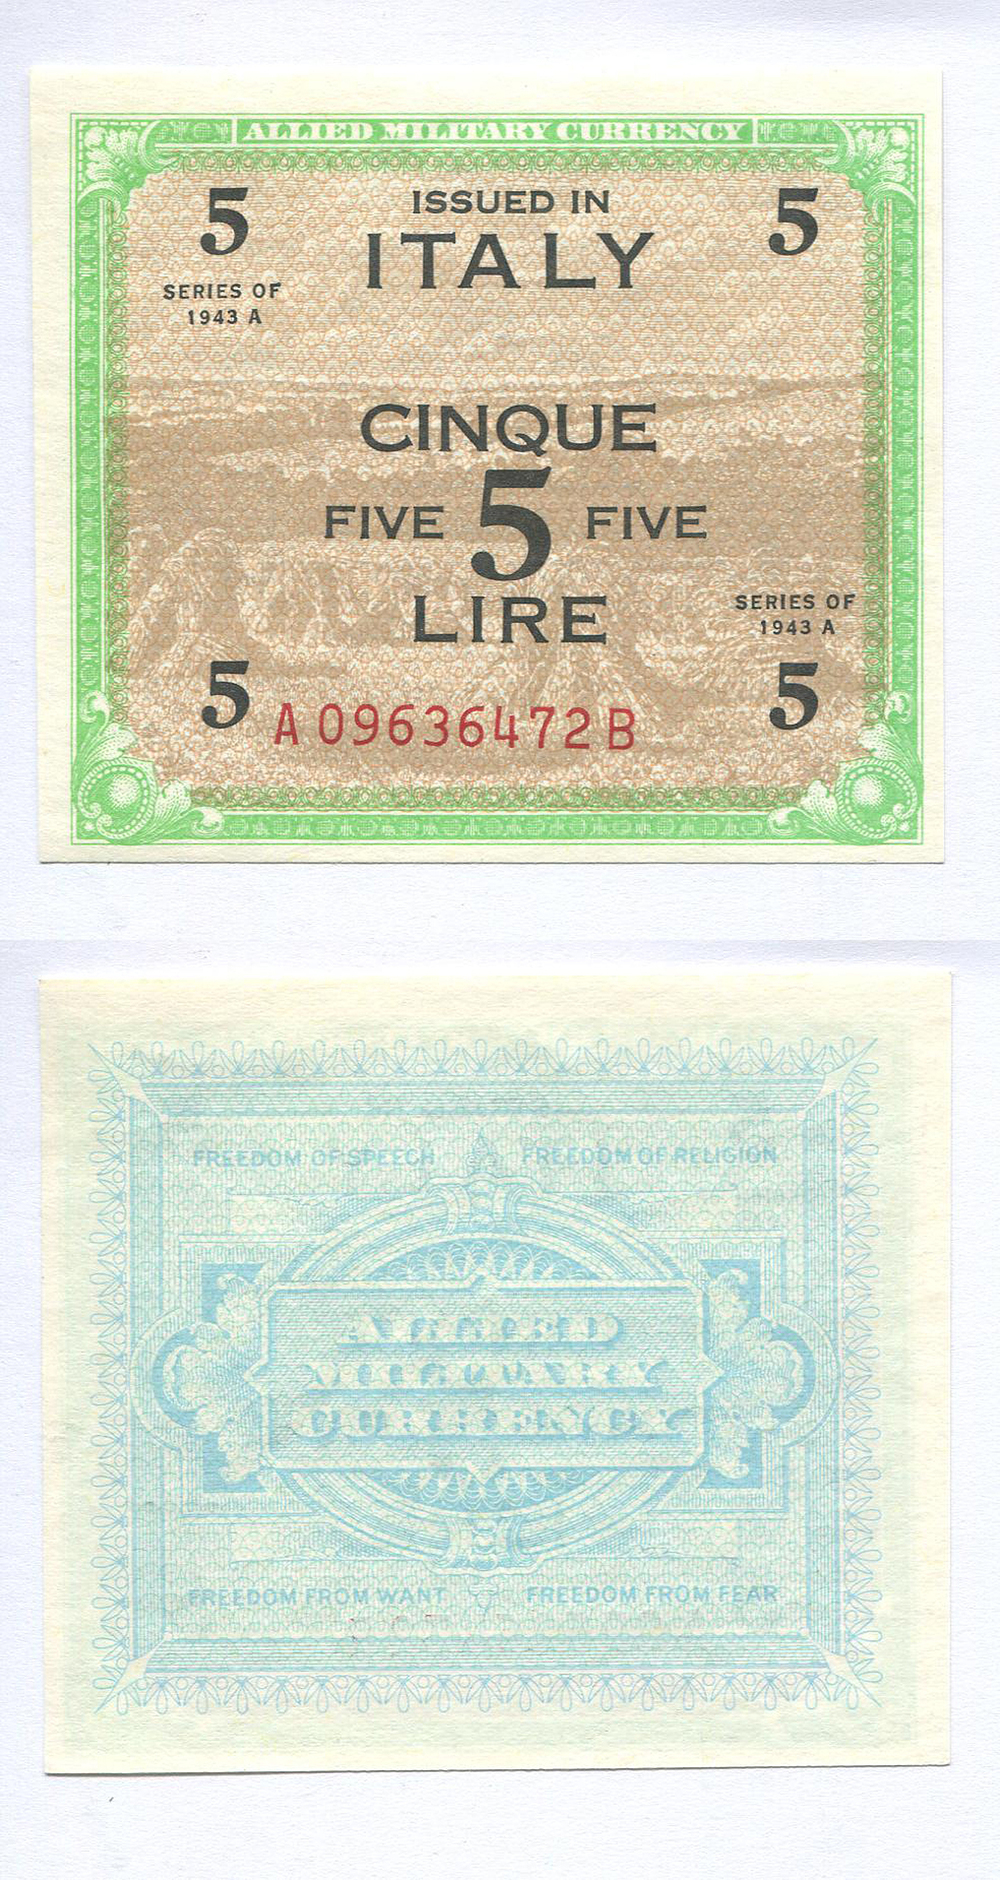 ALLIED MILITARY CURRENCY
5 ISSUED IN 5
ITALY
SERIES OF
1943 A
CINQUE
FIVE 5 FIVE
LIRE
SERIES OF
1943 A
5 5
A 09636472 B
FREEDOM OF SPEECH FREEDOM OF RELIGION
ALLIED
MILITARY
CURRENCY
FREEDOM FROM WANT FREEDOM FROM FEAR